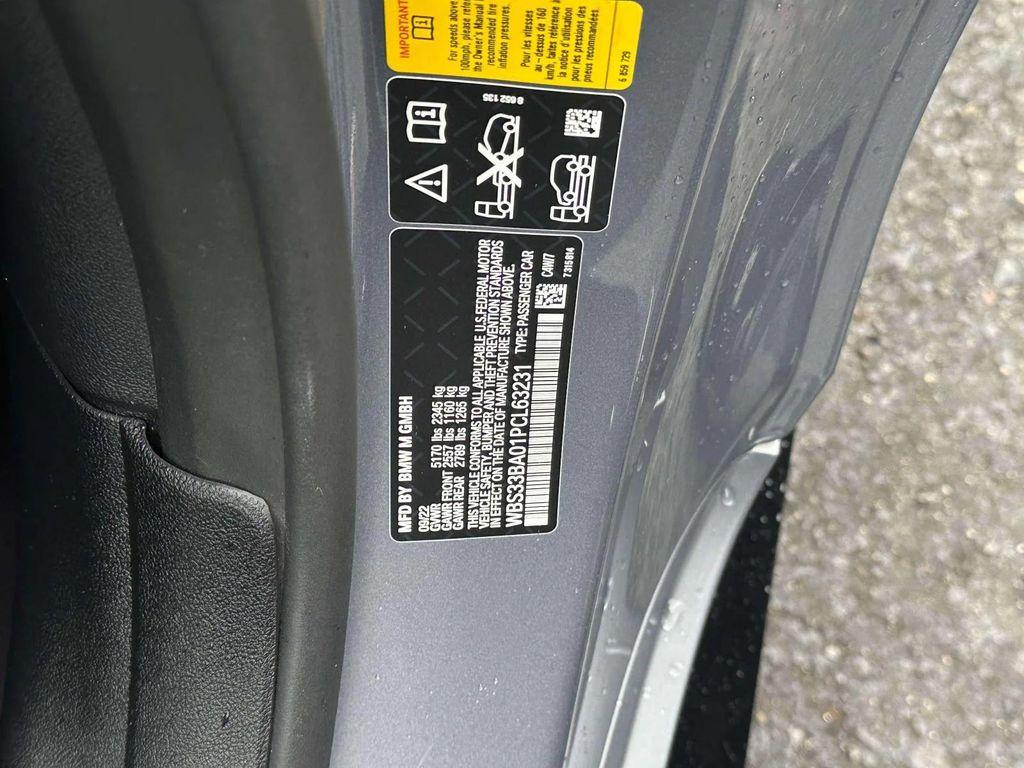 IMPORTANT
For speeds above
100mph, please refer
the Owner's Manual
recommended tire
inflation pressures.
Pour les vitesses
au-dessus de 160
km/h, faites référence à
la notice d'utilisation
pour les pressions des
pneus recommandées.
6 859 729
8 652 135
MFD BY BMW M GMBH
09/22
GVWR 5170 lbs 2345 kg
GAWR FRONT 2557 lbs 1160 kg
GAWR REAR 2789 lbs 1265 kg
THIS VEHICLE CONFORMS TO ALL APPLICABLE U.S.FEDERAL MOTOR
VEHICLE SAFETY, BUMPER AND THEFT PREVENTION STANDARDS
IN EFFECT ON THE DATE OF MANUFACTURE SHOWN ABOVE.
WBS33BA01PCL63231 TYPE: PASSENGER CAR
C4W/7
7315814